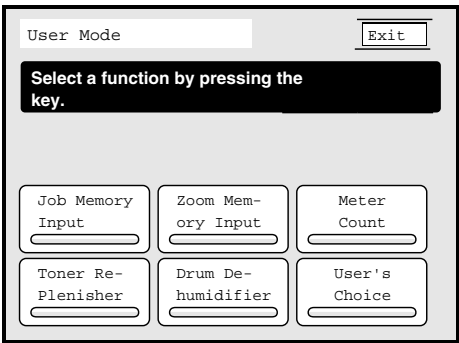 User Mode
Exit
Select a function by pressing the
key.
Job Memory
Input
Zoom Mem-
ory Input
Meter
Count
Toner Re-
Plenisher
Drum De-
humidifier
User's
Choice